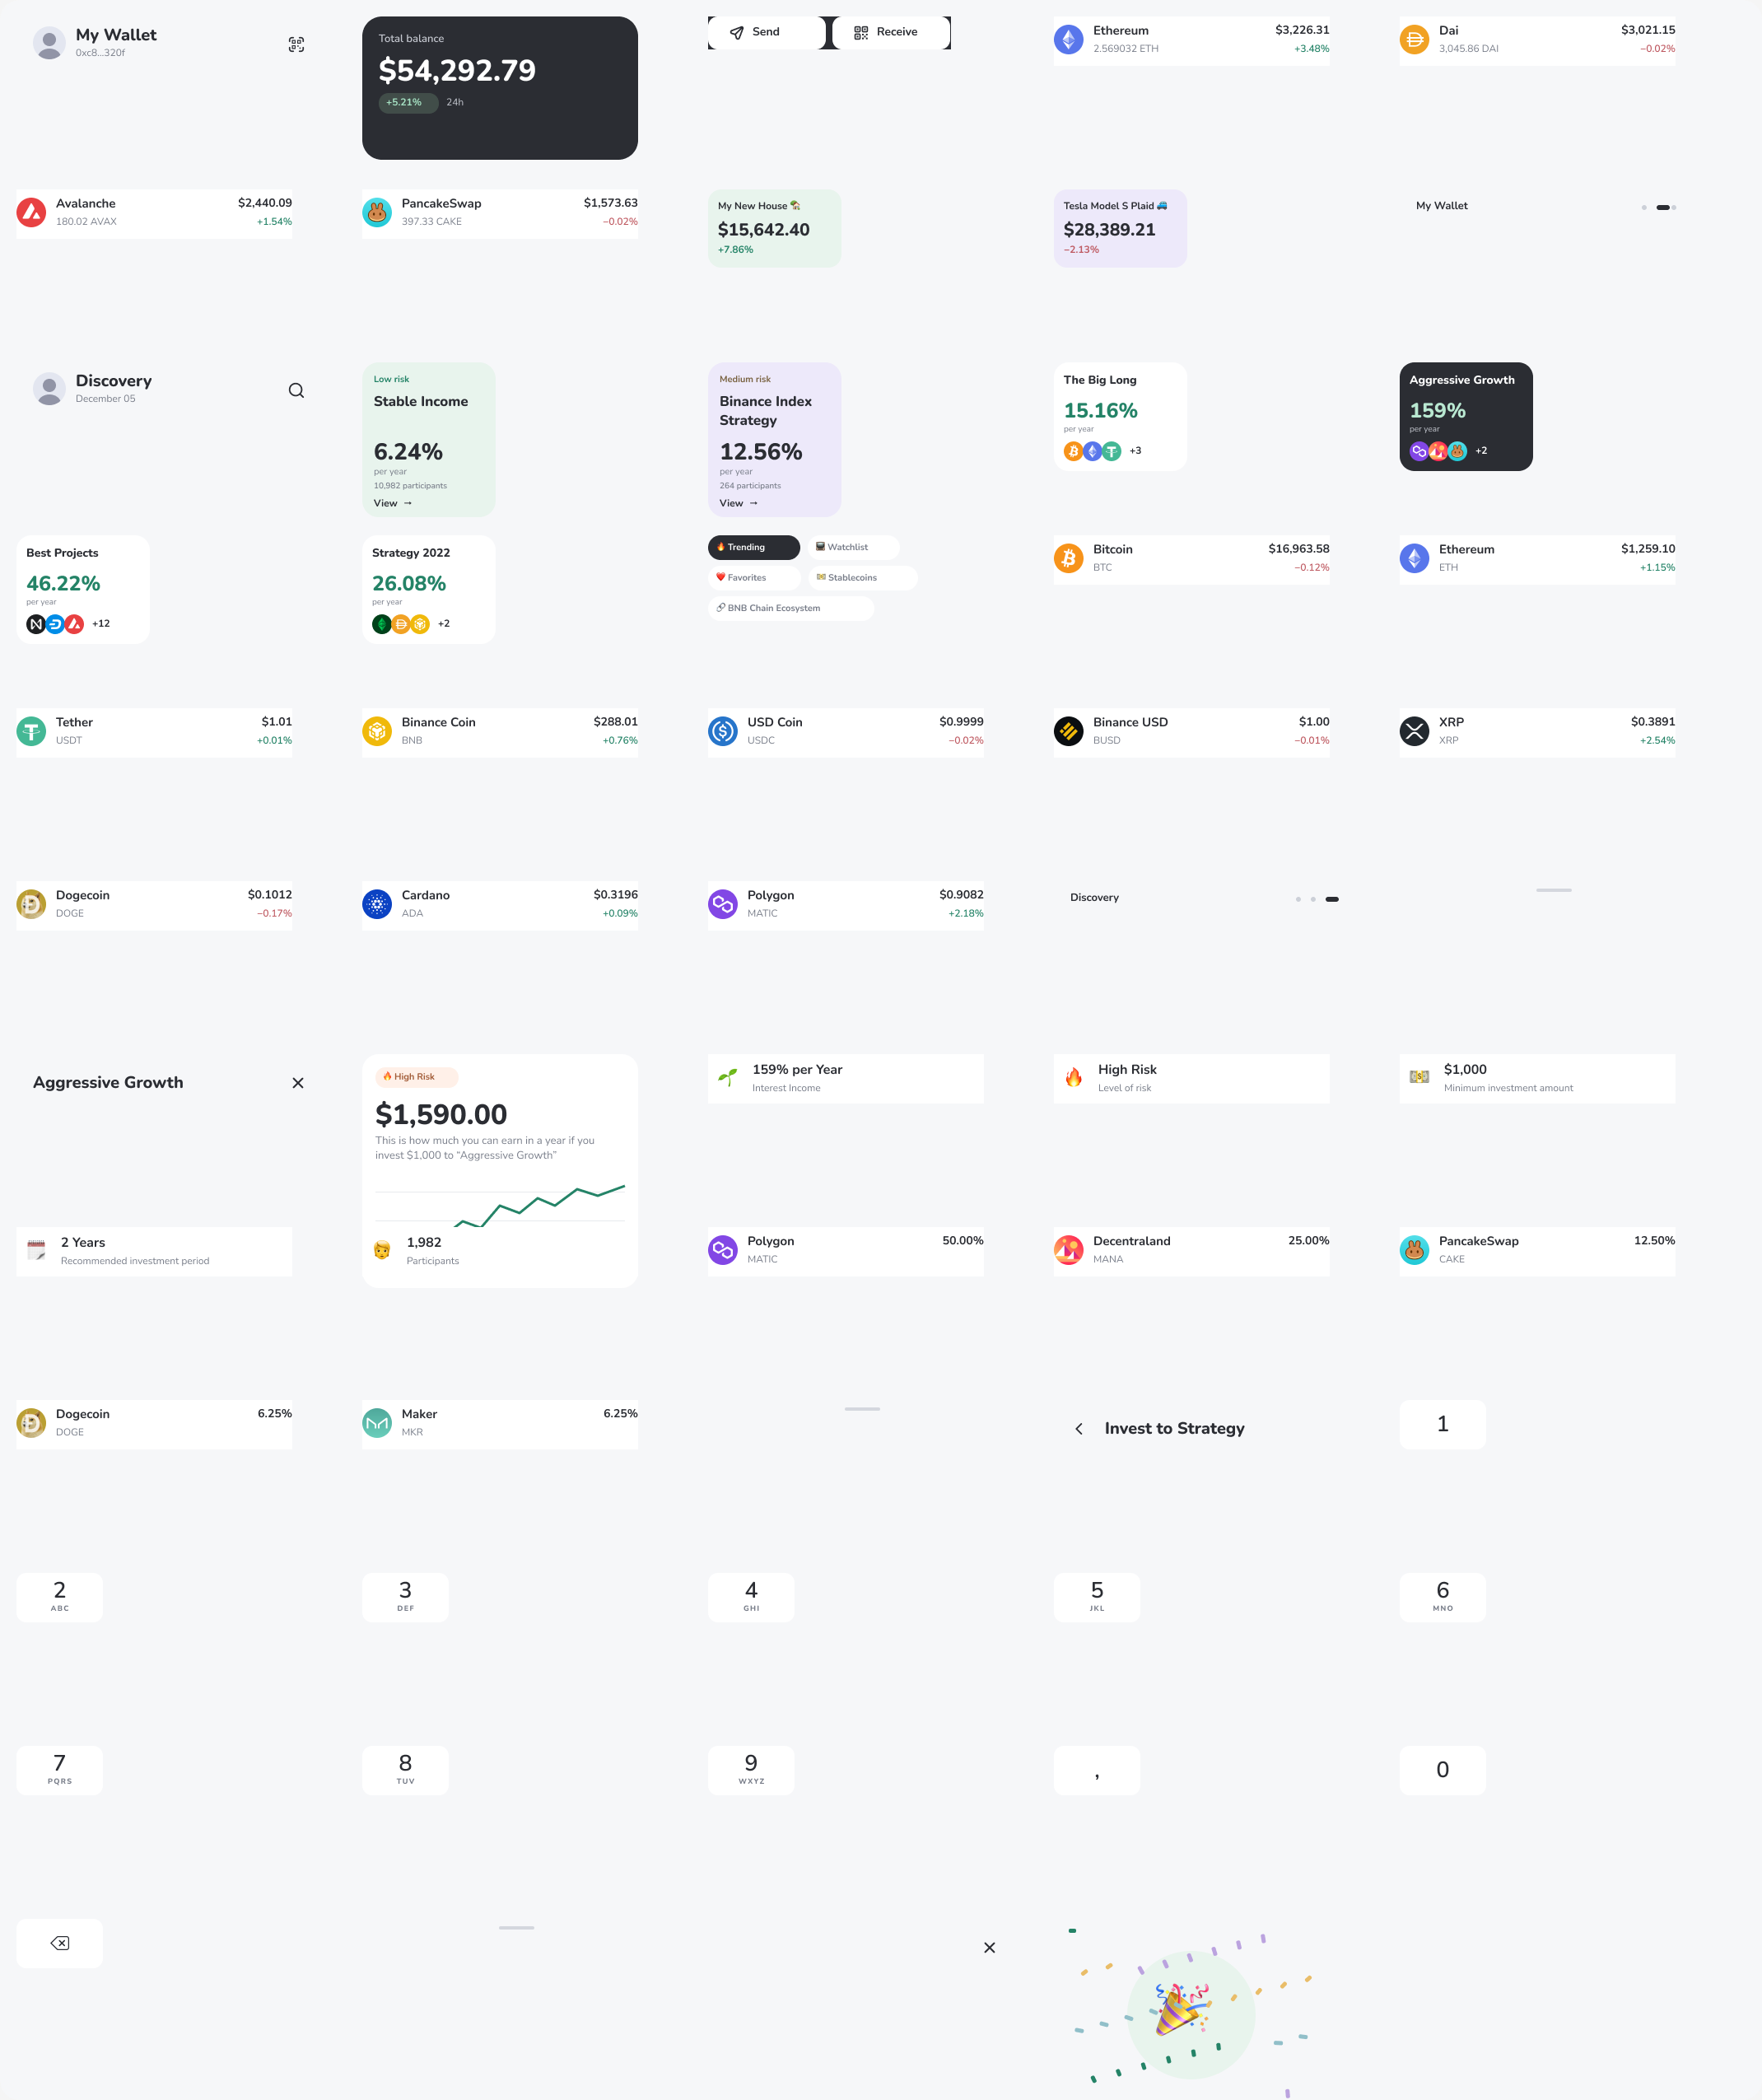 My Wallet
0xc8...320f
Total balance
$54,292.79
+5.21% 24h
Send
Receive
Ethereum $3,226.31
2.569032 ETH +3.48%
Dai $3,021.15
3,045.86 DAI −0.02%
Avalanche $2,440.09
180.02 AVAX +1.54%
PancakeSwap $1,573.63
397.33 CAKE −0.02%
My New House 🏡
$15,642.40
+7.86%
Tesla Model S Plaid 🚙
$28,389.21
−2.13%
My Wallet
Discovery
December 05
Low risk
Stable Income
6.24%
per year
10,982 participants
View →
Medium risk
Binance Index
Strategy
12.56%
per year
264 participants
View →
The Big Long
15.16%
per year
+3
Aggressive Growth
159%
per year
+2
Best Projects
46.22%
per year
+12
Strategy 2022
26.08%
per year
+2
🔥 Trending
Watchlist
❤️ Favorites
💵 Stablecoins
🔗 BNB Chain Ecosystem
Bitcoin $16,963.58
BTC −0.12%
Ethereum $1,259.10
ETH +1.15%
Tether $1.01
USDT +0.01%
Binance Coin $288.01
BNB +0.76%
USD Coin $0.9999
USDC −0.02%
Binance USD $1.00
BUSD −0.01%
XRP $0.3891
XRP +2.54%
Dogecoin $0.1012
DOGE −0.17%
Cardano $0.3196
ADA +0.09%
Polygon $0.9082
MATIC +2.18%
Discovery
Aggressive Growth
🔥 High Risk
$1,590.00
This is how much you can earn in a year if you
invest $1,000 to “Aggressive Growth”
159% per Year
Interest Income
High Risk
Level of risk
$1,000
Minimum investment amount
2 Years
Recommended investment period
1,982
Participants
Polygon 50.00%
MATIC
Decentraland 25.00%
MANA
PancakeSwap 12.50%
CAKE
Dogecoin 6.25%
DOGE
Maker 6.25%
MKR
Invest to Strategy
1
2
ABC
3
DEF
4
GHI
5
JKL
6
MNO
7
PQRS
8
TUV
9
WXYZ
,
0